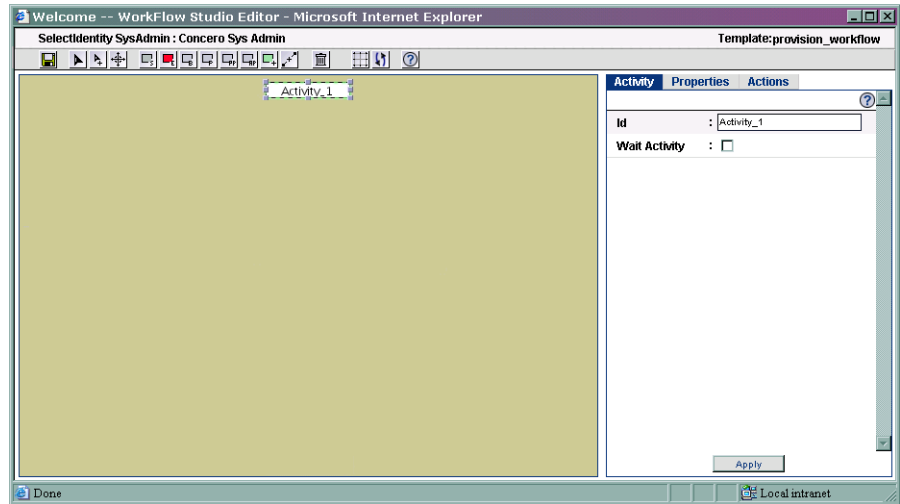 Welcome -- WorkFlow Studio Editor - Microsoft Internet Explorer
SelectIdentity SysAdmin : Concero Sys Admin
Template:provision_workflow
Activity_1
Activity Properties Actions
Id : Activity_1
Wait Activity :
Apply
Done
Local intranet